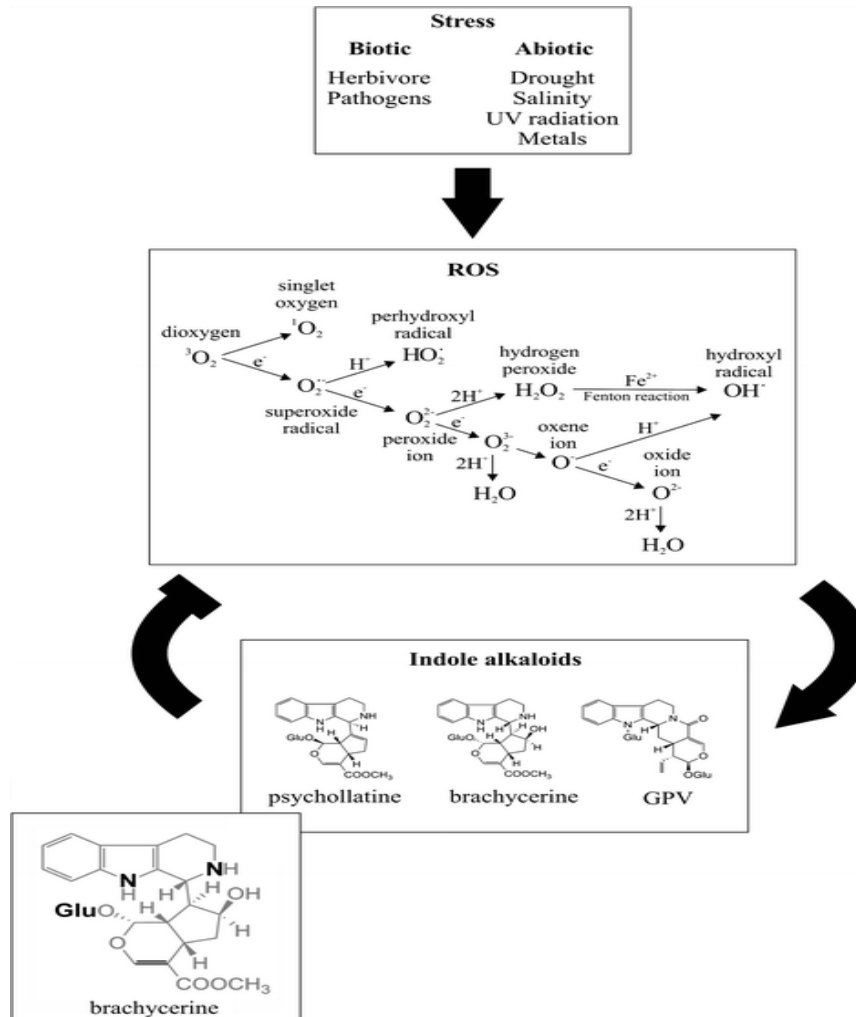 Stress
Biotic Abiotic
Herbivore Drought
Pathogens Salinity
UV radiation
Metals
ROS
singlet
oxygen
dioxygen
¹O₂
perhydroxyl
radical
³O₂
e⁻
H⁺
HO₂˙
hydrogen
peroxide
hydroxyl
radical
O₂˙˙
e⁻
2H⁺
H₂O₂
Fe²⁺
Fenton reaction
OH˙
superoxide
radical
O₂²⁻
e⁻
peroxide
ion
O₂³⁻
oxene
ion
H⁺
2H⁺
O⁻
e⁻
oxide
ion
H₂O
O²⁻
2H⁺
H₂O
Indole alkaloids
NH
N
H
H
GluO
H
O
H
COOCH₃
psychollatine
N
H
NH
H
H
OH
GluO
H
H
O
H
COOCH₃
brachycerine
N
Glu
N
O
H
H
H
O
OGlu
GPV
N
H
NH
H
H
OH
GluO
H
H
O
H
COOCH₃
brachycerine